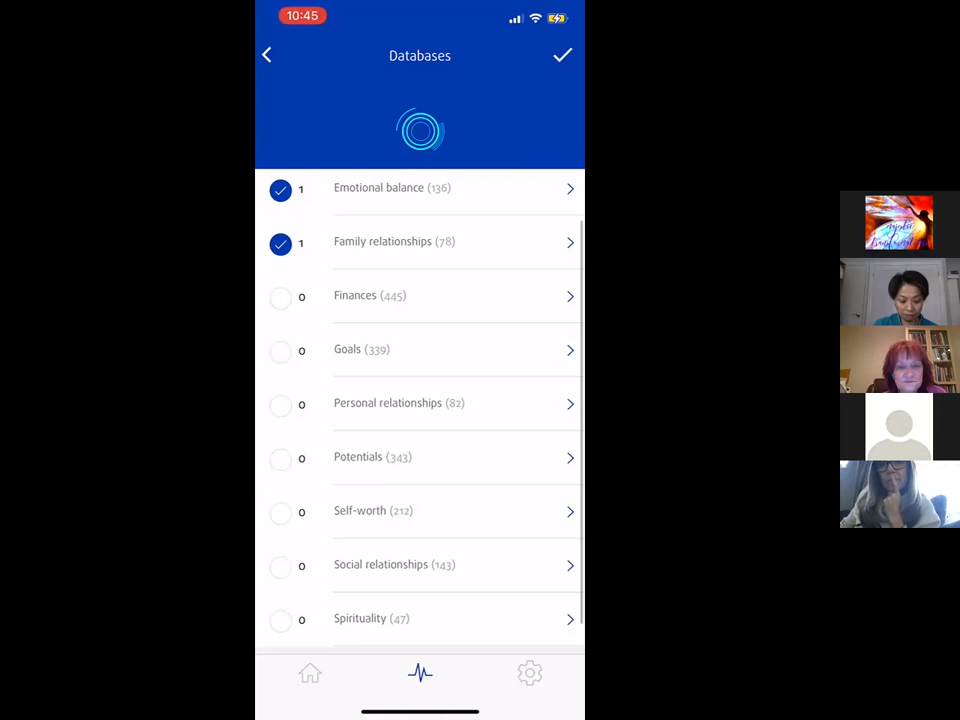 10:45
Databases
1 Emotional balance (136)
1 Family relationships (78)
0 Finances (445)
0 Goals (339)
0 Personal relationships (82)
0 Potentials (343)
0 Self-worth (212)
0 Social relationships (143)
0 Spirituality (47)